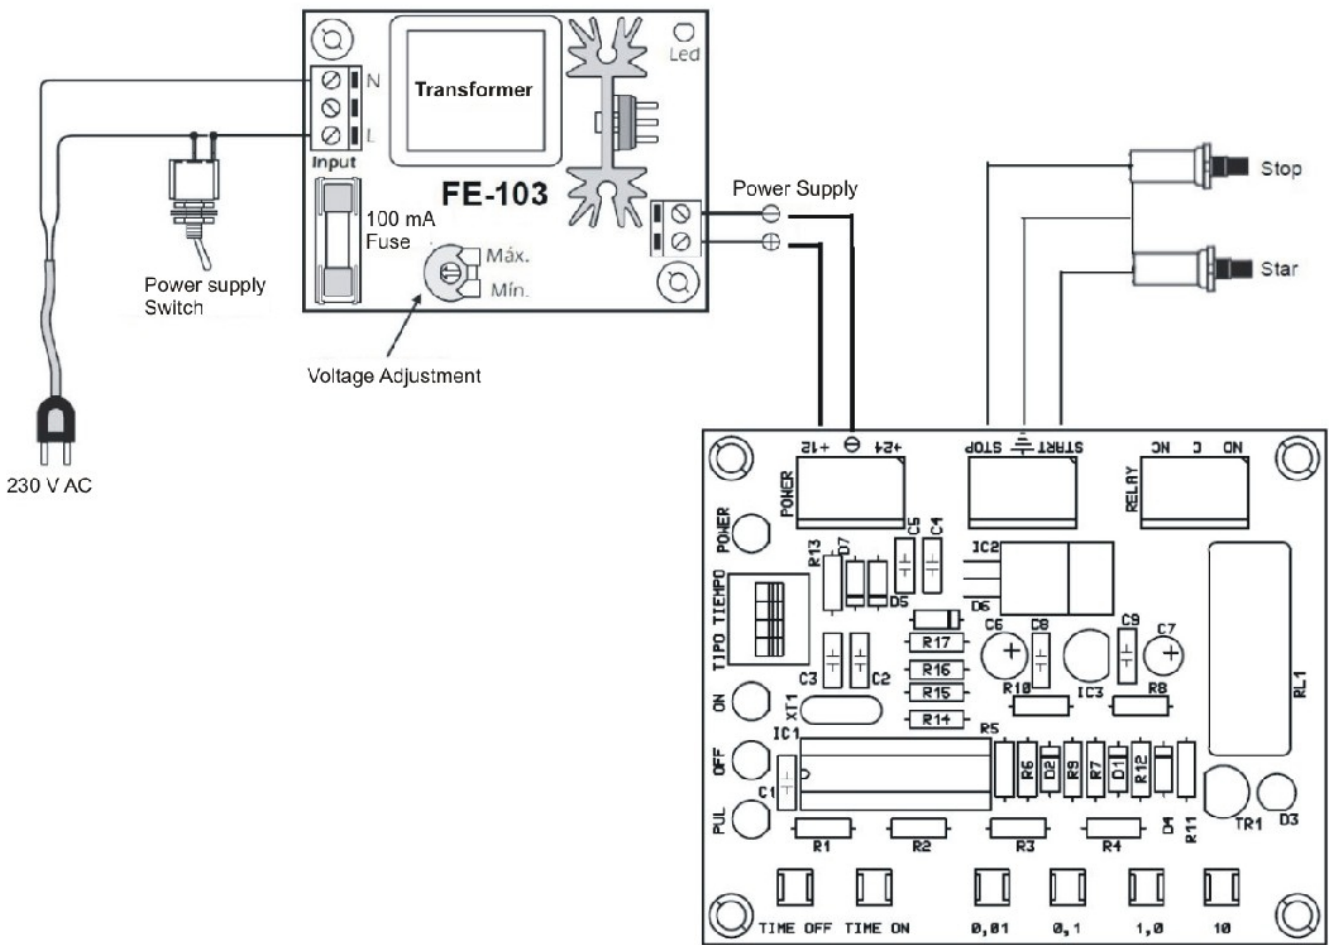 Transformer
Led
N
L
Input
FE-103
100 mA
Fuse
Máx.
Mín.
Power Supply
Power supply
Switch
Voltage Adjustment
230 V AC
Stop
Star
+12 ⊖ +24
STOP ⏚ START
NC C NO
POWER
RELAY
POWER
TIPO TIEMPO
ON
OFF
PUL
R13
D7
C5
C4
D5
IC2
D6
R17
R16
R15
R14
C3
C2
XT1
C6
C8
C9
C7
R10
IC3
R8
RL1
IC1
C1
R5
R6
D2
R9
R7
D1
R12
D4
R11
TR1
D3
R1
R2
R3
R4
TIME OFF TIME ON 0,01 0,1 1,0 10